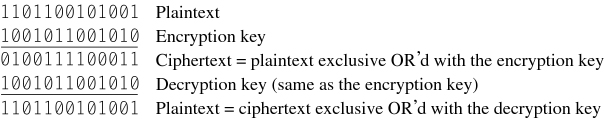 1101100101001 Plaintext
1001011001010 Encryption key
0100111100011 Ciphertext = plaintext exclusive OR'd with the encryption key
1001011001010 Decryption key (same as the encryption key)
1101100101001 Plaintext = ciphertext exclusive OR'd with the decryption key